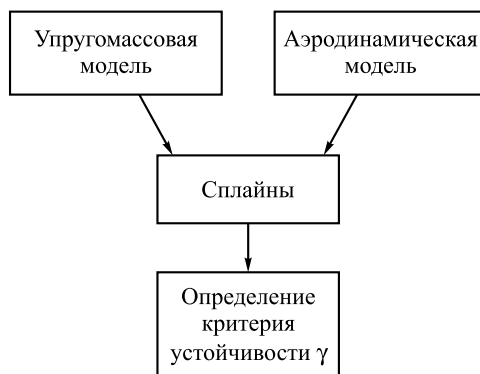 Упругомассовая
модель
Аэродинамическая
модель
Сплайны
Определение
критерия
устойчивости γ